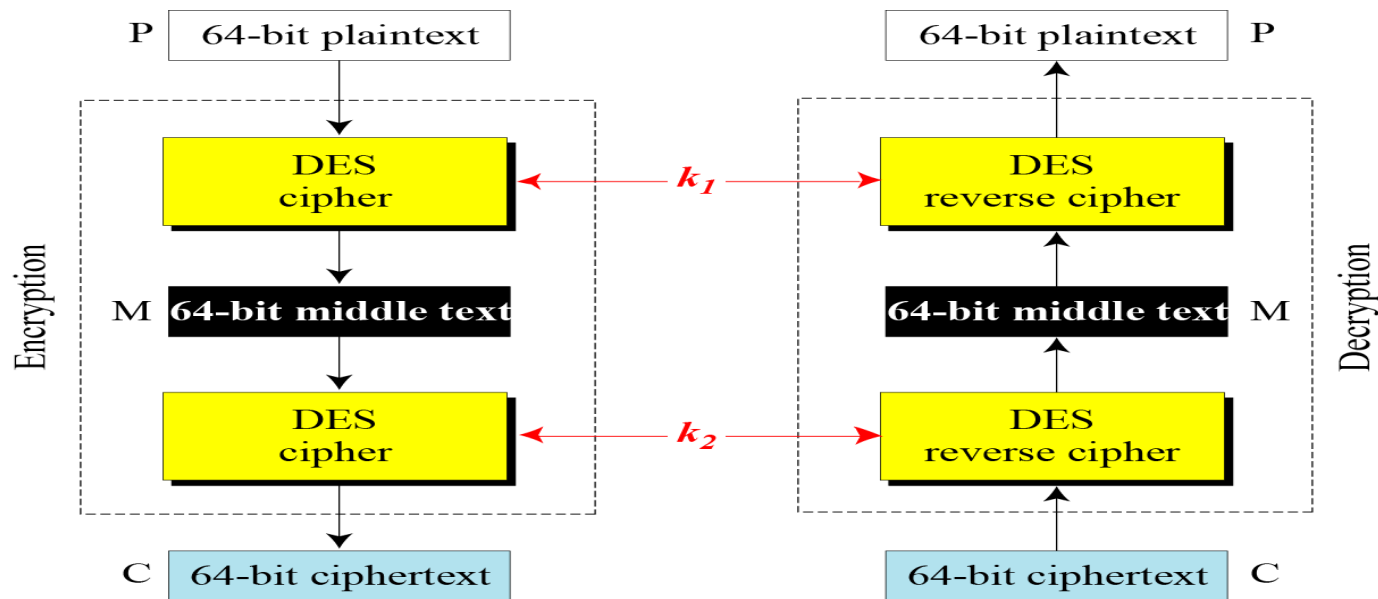 P
64-bit plaintext
64-bit plaintext
P
DES
cipher
k1
DES
reverse cipher
Encryption
M
64-bit middle text
64-bit middle text
M
Decryption
DES
cipher
k2
DES
reverse cipher
C
64-bit ciphertext
64-bit ciphertext
C